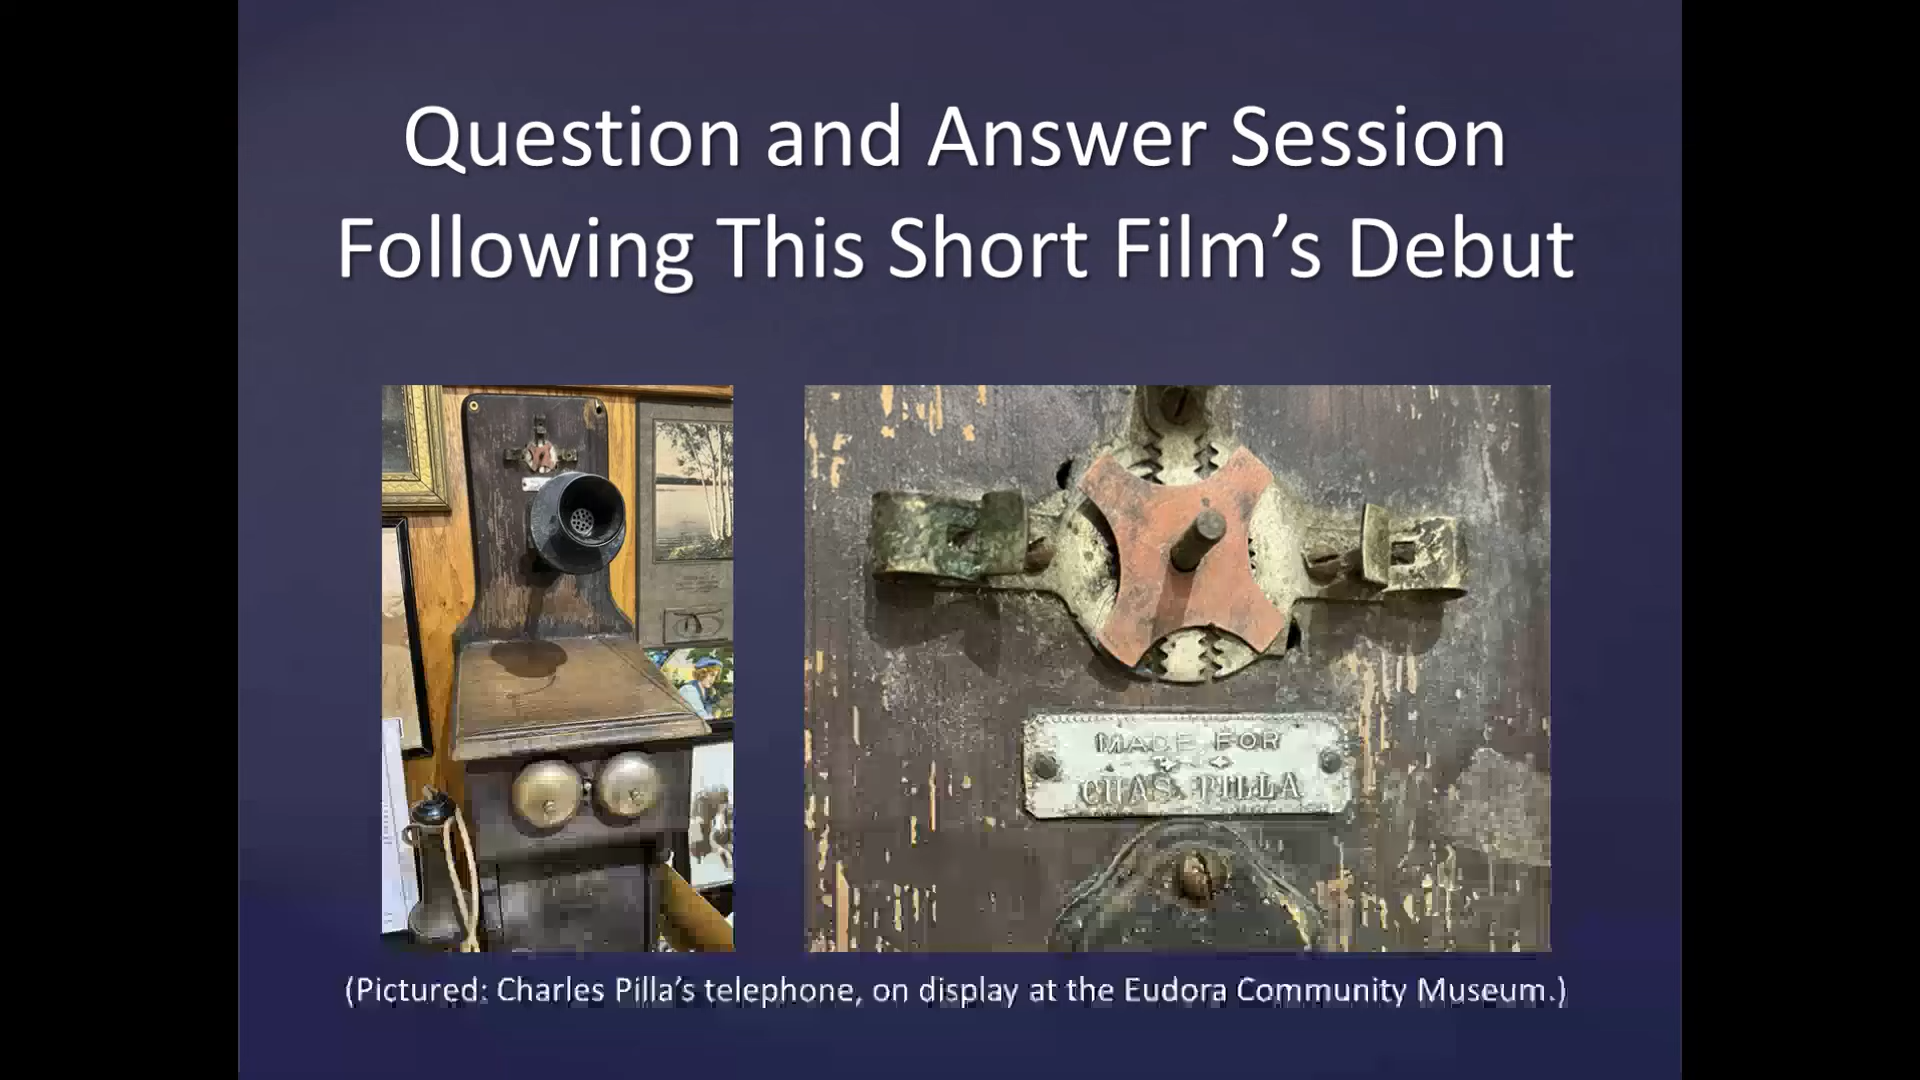 Question and Answer Session
Following This Short Film’s Debut
MADE FOR
CHAS. PILLA
(Pictured: Charles Pilla’s telephone, on display at the Eudora Community Museum.)